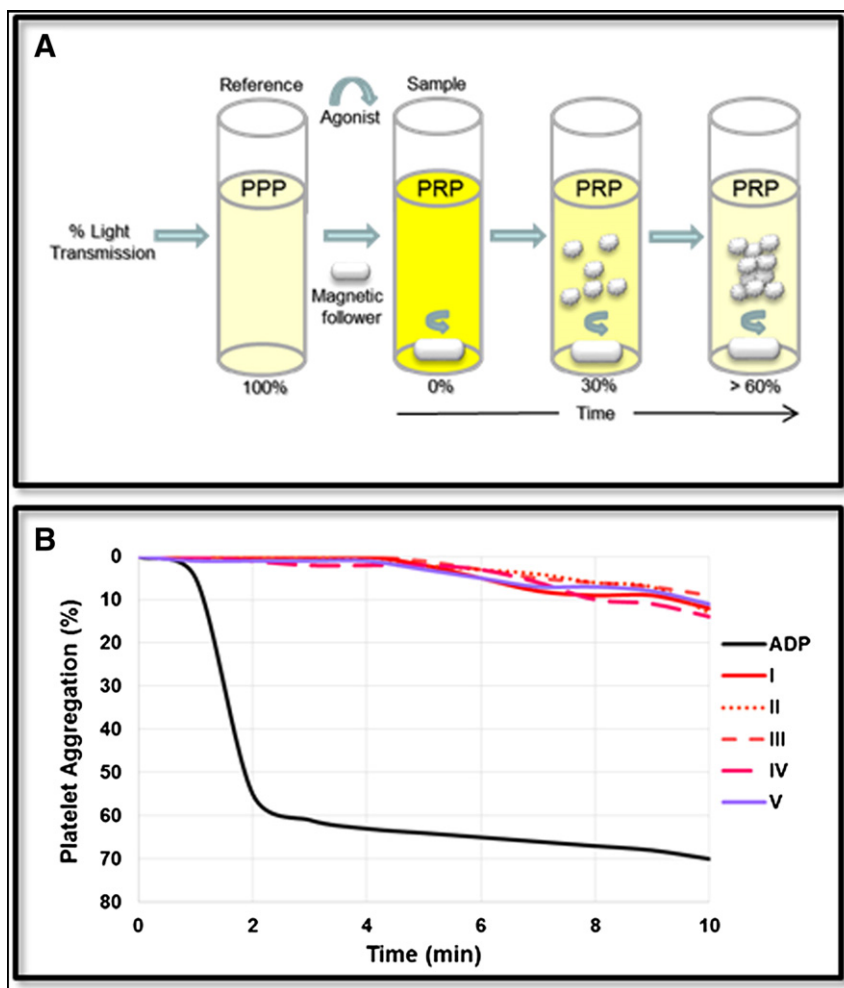 A
Reference
Sample
Agonist
PPP
PRP
PRP
PRP
% Light
Transmission
Magnetic
follower
100%
0%
30%
> 60%
Time
B
Platelet Aggregation (%)
0
10
20
30
40
50
60
70
80
0
2
4
6
8
10
Time (min)
ADP
I
II
III
IV
V